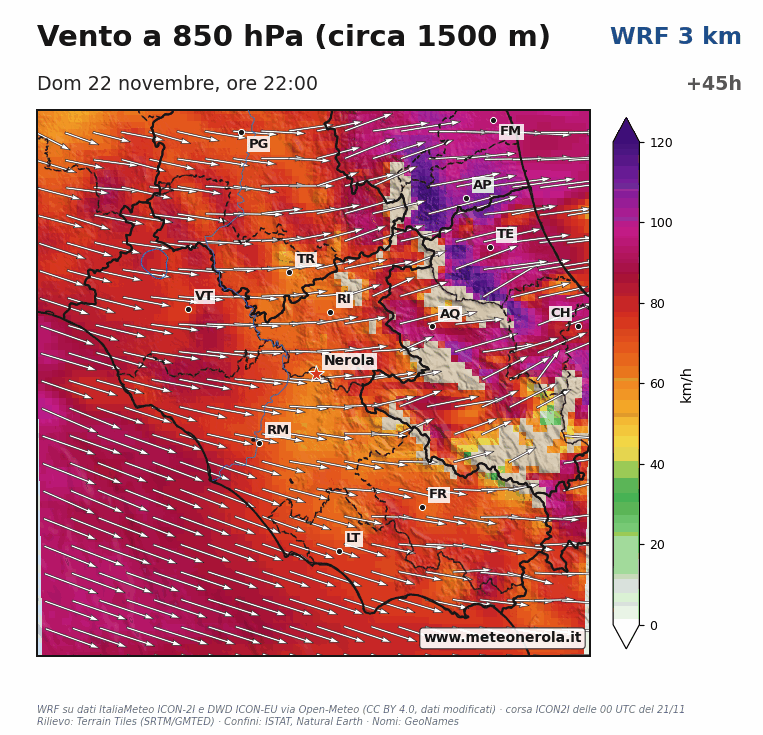 Vento a 850 hPa (circa 1500 m)
WRF 3 km
Dom 22 novembre, ore 22:00
+45h
FM
PG
AP
TE
TR
VT
RI
AQ
CH
Nerola
RM
FR
LT
www.meteonerola.it
120
100
80
60
40
20
0
km/h
WRF su dati ItaliaMeteo ICON-2I e DWD ICON-EU via Open-Meteo (CC BY 4.0, dati modificati) · corsa ICON2I delle 00 UTC del 21/11
Rilievo: Terrain Tiles (SRTM/GMTED) · Confini: ISTAT, Natural Earth · Nomi: GeoNames